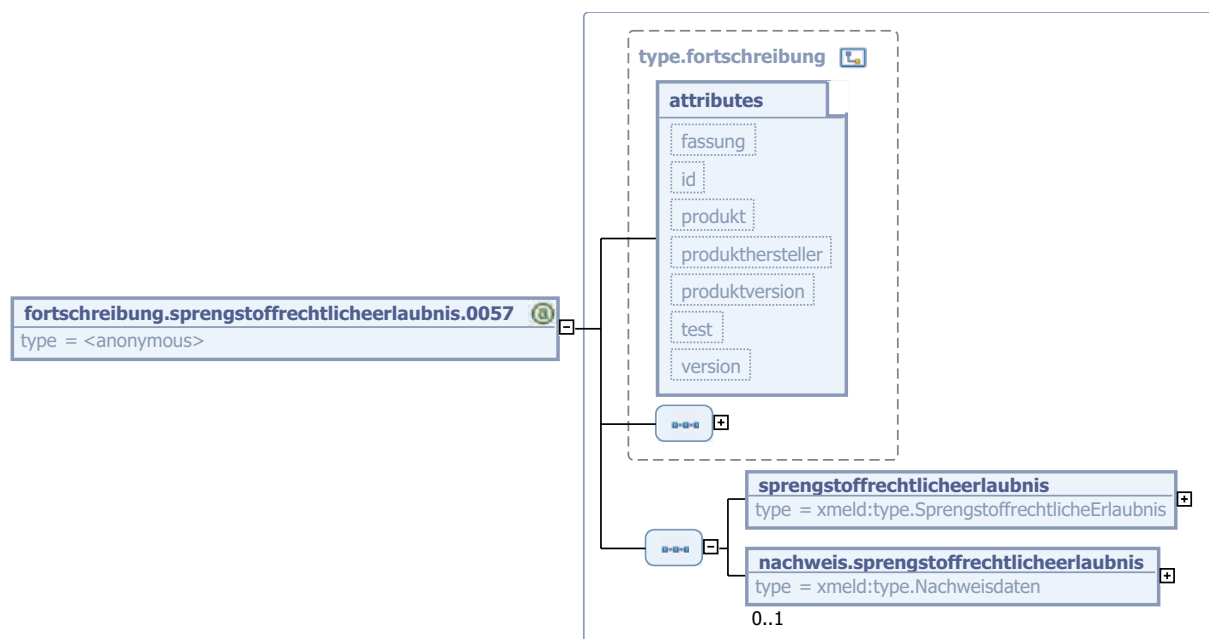 type.fortschreibung
attributes
fassung
id
produkt
produkthersteller
produktversion
test
version
fortschreibung.sprengstoffrechtlicheerlaubnis.0057 @
type = <anonymous>
sprengstoffrechtlicheerlaubnis
type = xmeld:type.SprengstoffrechtlicheErlaubnis
nachweis.sprengstoffrechtlicheerlaubnis
type = xmeld:type.Nachweisdaten
0..1